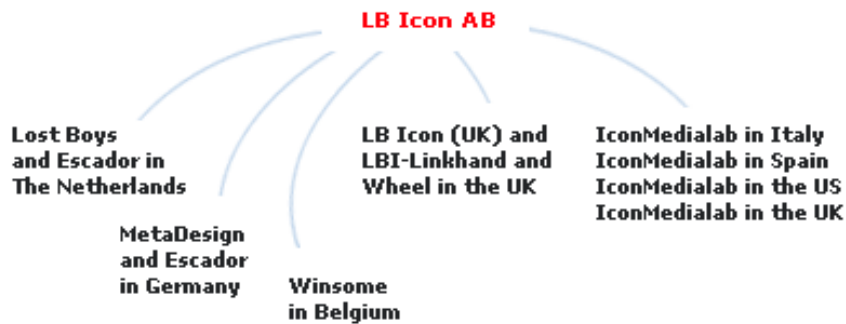 LB Icon AB
Lost Boys
and Escador in
The Netherlands
MetaDesign
and Escador
in Germany
Winsome
in Belgium
LB Icon (UK) and
LBI-Linkhand and
Wheel in the UK
IconMedialab in Italy
IconMedialab in Spain
IconMedialab in the US
IconMedialab in the UK